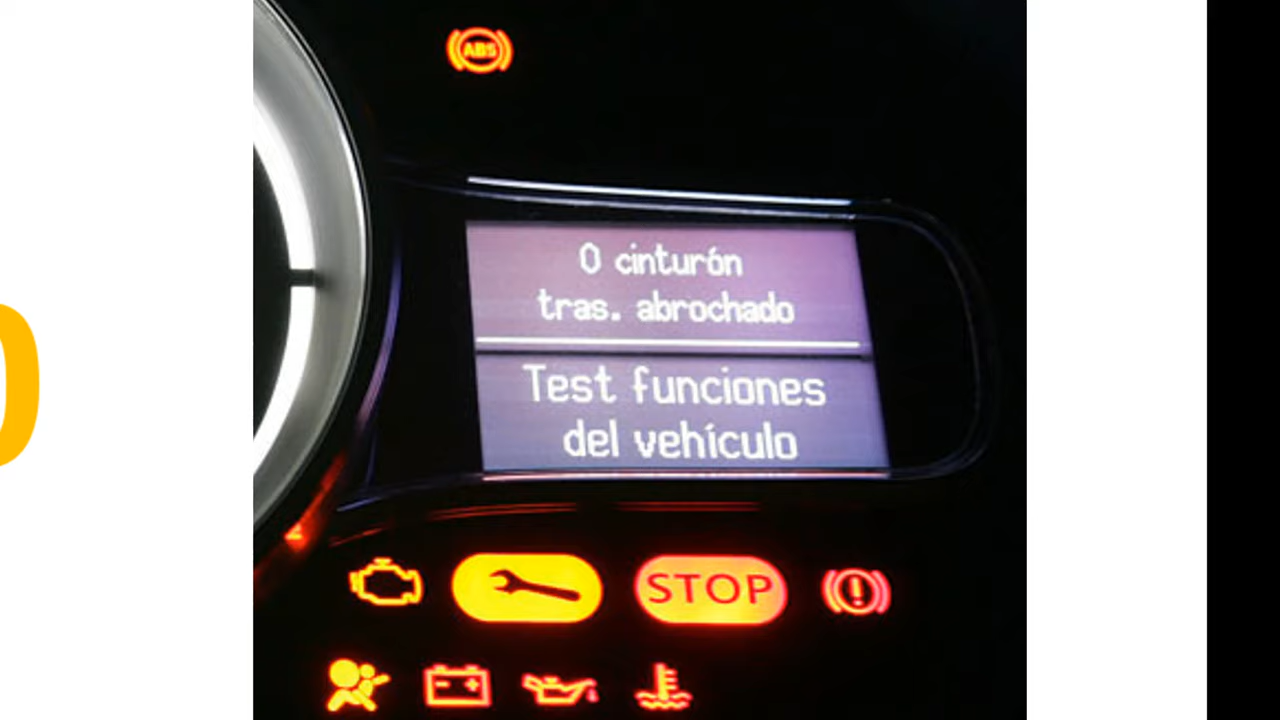 ABS
0 cinturón
tras. abrochado
Test funciones
del vehículo
STOP